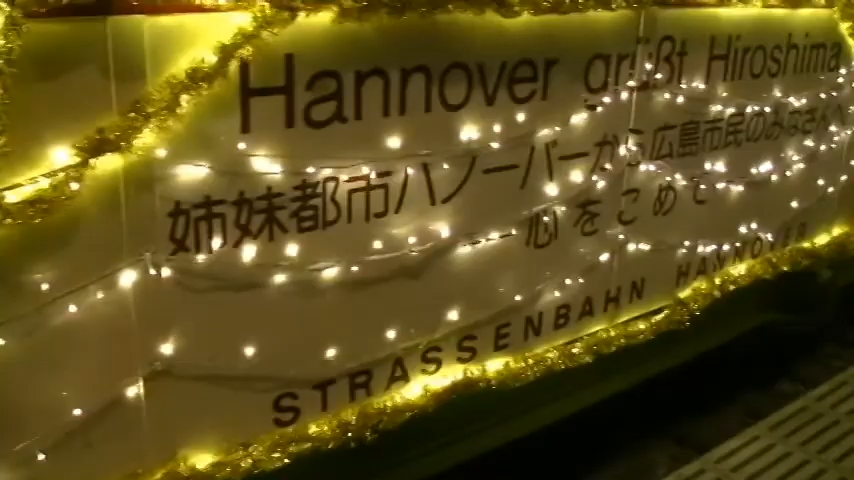 Hannover grüßt Hiroshima
姉妹都市ハノーバーから広島市民のみなさんへ
心をこめて
STRASSENBAHN HANNOVER